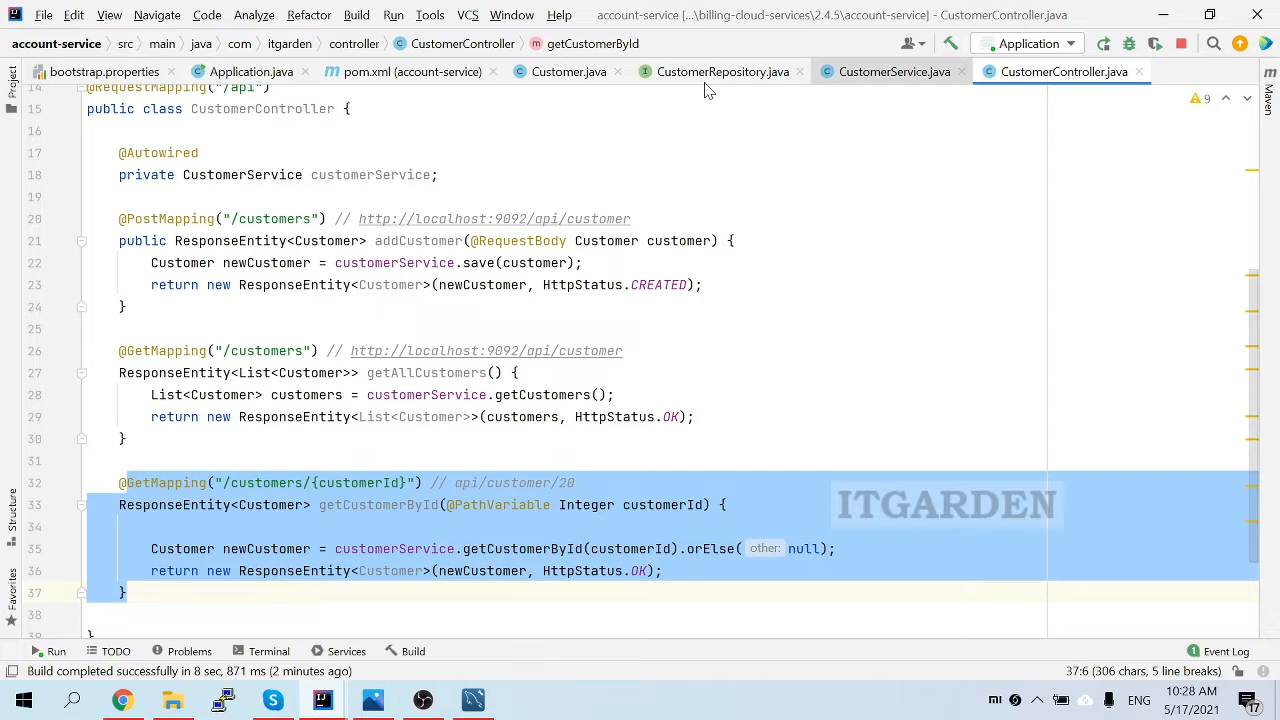 File Edit View Navigate Code Analyze Refactor Build Run Tools VCS Window Help account-service [...\billing-cloud-services\2.4.5\account-service] - CustomerController.java
account-service src main java com itgarden controller CustomerController getCustomerById Application
bootstrap.properties Application.java pom.xml (account-service) Customer.java CustomerRepository.java CustomerService.java CustomerController.java
14 @RequestMapping("/api")
15 public class CustomerController {
16
17 @Autowired
18 private CustomerService customerService;
19
20 @PostMapping("/customers") // http://localhost:9092/api/customer
21 public ResponseEntity<Customer> addCustomer(@RequestBody Customer customer) {
22 Customer newCustomer = customerService.save(customer);
23 return new ResponseEntity<Customer>(newCustomer, HttpStatus.CREATED);
24 }
25
26 @GetMapping("/customers") // http://localhost:9092/api/customer
27 ResponseEntity<List<Customer>> getAllCustomers() {
28 List<Customer> customers = customerService.getCustomers();
29 return new ResponseEntity<List<Customer>>(customers, HttpStatus.OK);
30 }
31
32 @GetMapping("/customers/{customerId}") // api/customer/20
33 ResponseEntity<Customer> getCustomerById(@PathVariable Integer customerId) {
34
35 Customer newCustomer = customerService.getCustomerById(customerId).orElse( other: null);
36 return new ResponseEntity<Customer>(newCustomer, HttpStatus.OK);
37 }
38
39 }
9
Project
Structure
Favorites
Maven
ITGARDEN
Run TODO Problems Terminal Services Build 1 Event Log
Build completed successfully in 8 sec, 871 ms (2 minutes ago) 37:6 (306 chars, 5 line breaks)
ENG 10:28 AM
5/17/2021 17